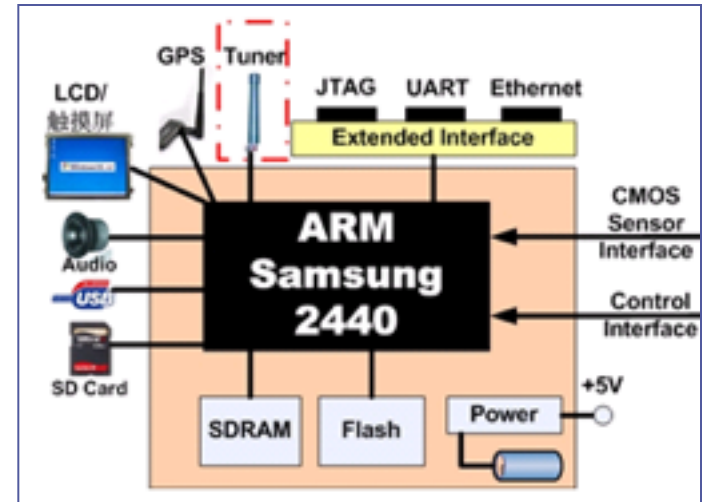 GPS
Tuner
LCD/
触摸屏
JTAG
UART
Ethernet
Extended Interface
ARM
Samsung
2440
CMOS
Sensor
Interface
Audio
USB
Control
Interface
SD Card
+5V
SDRAM
Flash
Power